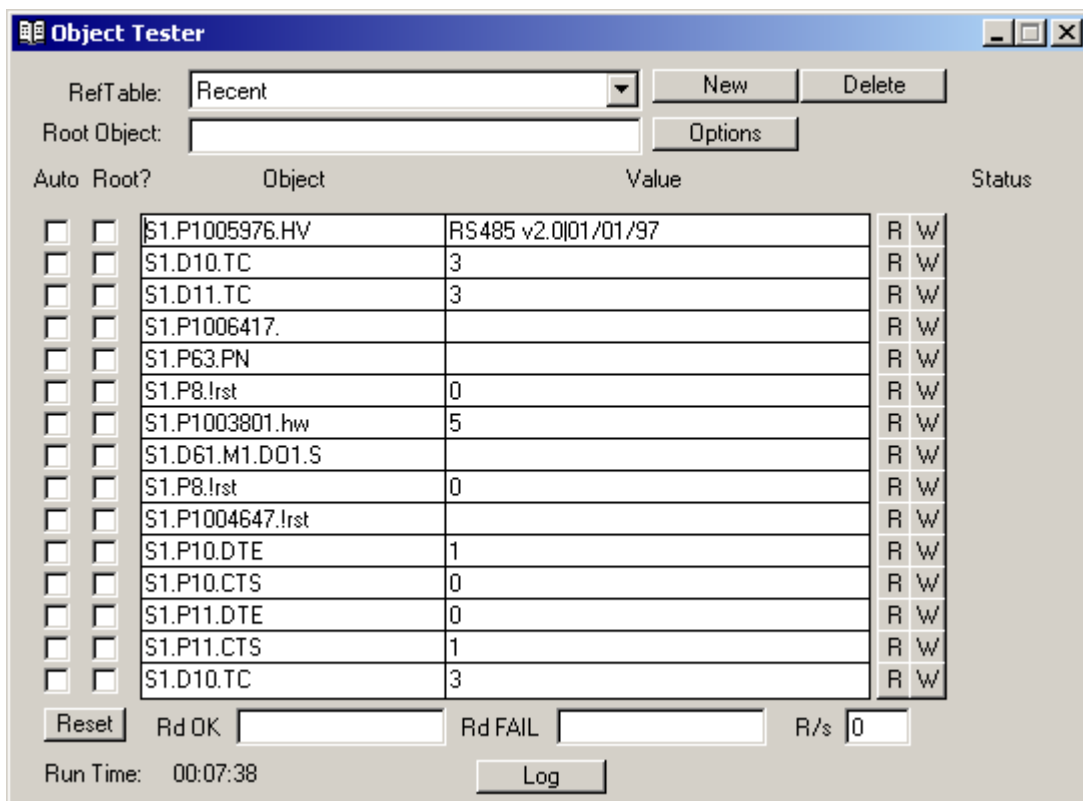 Object Tester
RefTable: Recent New Delete
Root Object: Options
Auto Root? Object Value Status
S1.P1005976.HV RS485 v2.0|01/01/97 R W
S1.D10.TC 3 R W
S1.D11.TC 3 R W
S1.P1006417. R W
S1.P63.PN R W
S1.P8.!rst 0 R W
S1.P1003801.hw 5 R W
S1.D61.M1.DO1.S R W
S1.P8.!rst 0 R W
S1.P1004647.!rst R W
S1.P10.DTE 1 R W
S1.P10.CTS 0 R W
S1.P11.DTE 0 R W
S1.P11.CTS 1 R W
S1.D10.TC 3 R W
Reset Rd OK Rd FAIL R/s 0
Run Time: 00:07:38 Log